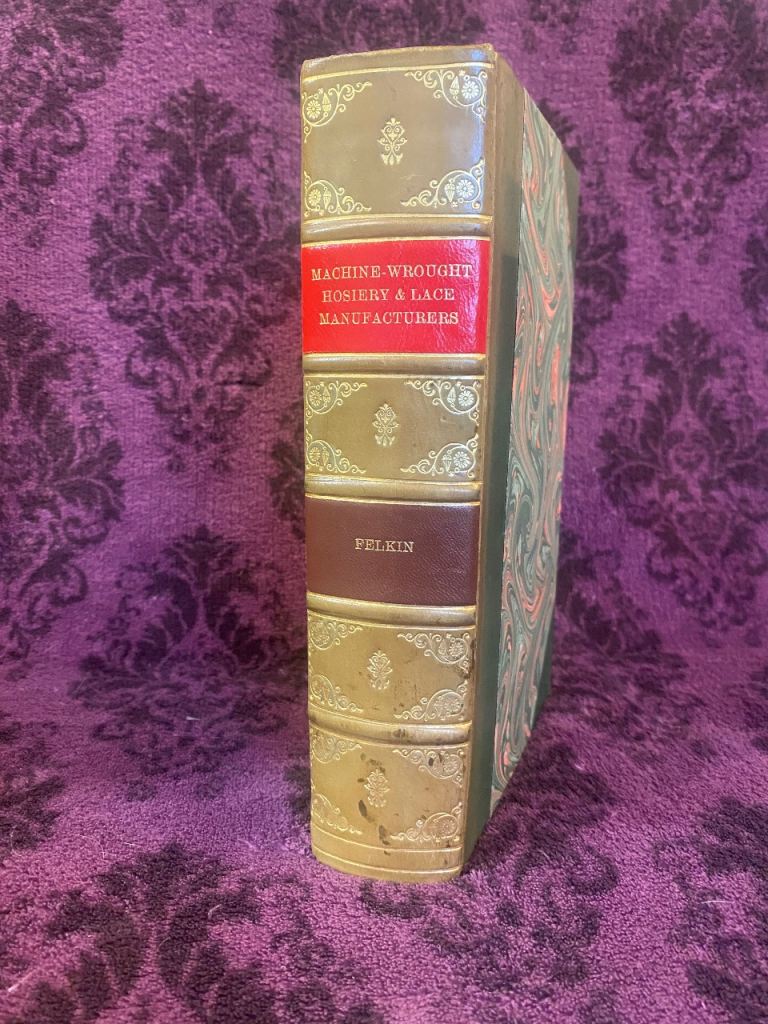 MACHINE-WROUGHT
HOSIERY & LACE
MANUFACTURERS
FELKIN